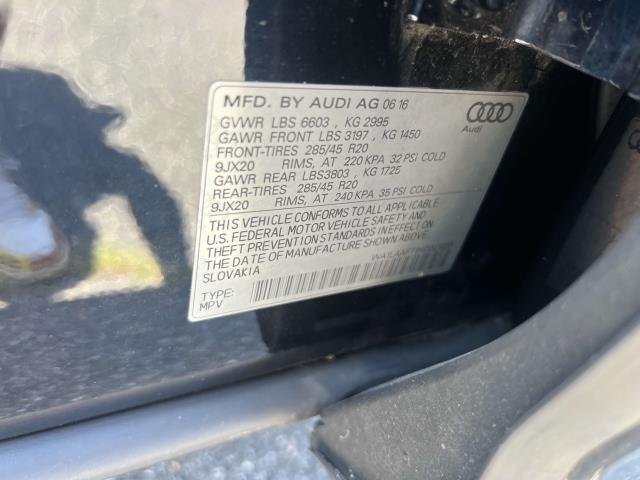 MFD. BY AUDI AG 06 16
GVWR LBS 6603 , KG 2995
GAWR FRONT LBS 3197 , KG 1450
FRONT-TIRES 285/45 R20
9JX20 RIMS, AT 220 KPA 32 PSI COLD
GAWR REAR LBS3803 , KG 1725
REAR-TIRES 285/45 R20
9JX20 RIMS, AT 240 KPA 35 PSI COLD
Audi
THIS VEHICLE CONFORMS TO ALL APPLICABLE
U.S. FEDERAL MOTOR VEHICLE SAFETY AND
THEFT PREVENTION STANDARDS IN EFFECT ON
THE DATE OF MANUFACTURE SHOWN ABOVE.
SLOVAKIA
TYPE:
MPV